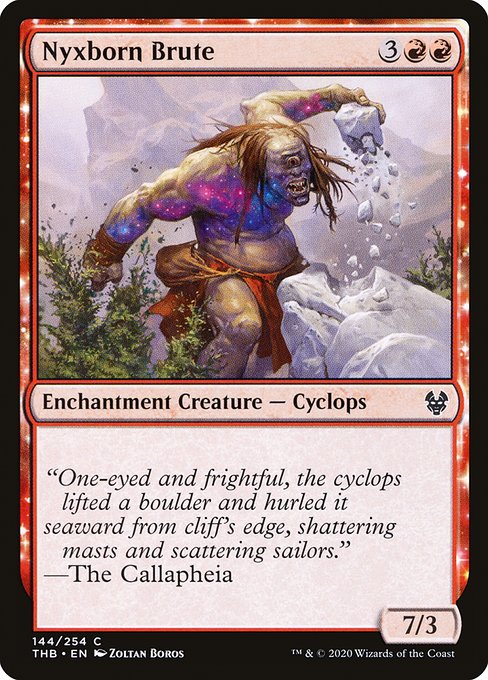 Nyxborn Brute 3
Enchantment Creature — Cyclops
“One-eyed and frightful, the cyclops
lifted a boulder and hurled it
seaward from cliff’s edge, shattering
masts and scattering sailors.”
—The Callapheia
7/3
144/254 C
THB • EN Zoltan Boros
™ & © 2020 Wizards of the Coast